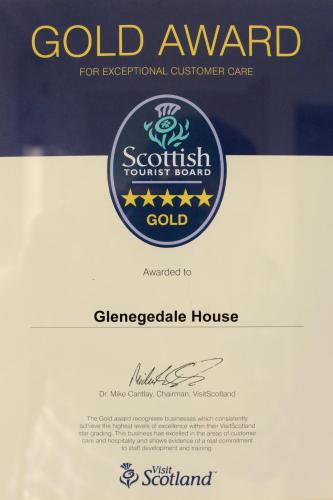 GOLD AWARD
FOR EXCEPTIONAL CUSTOMER CARE
Scottish
TOURIST BOARD
GOLD
Awarded to
Glenegedale House
Dr. Mike Cantlay, Chairman, VisitScotland
The Gold award recognises businesses which consistently
achieve the highest levels of excellence within their VisitScotland
star grading. This business has excelled in the areas of customer
care and hospitality and shows evidence of a real commitment
to staff development and training.
Visit
Scotland™